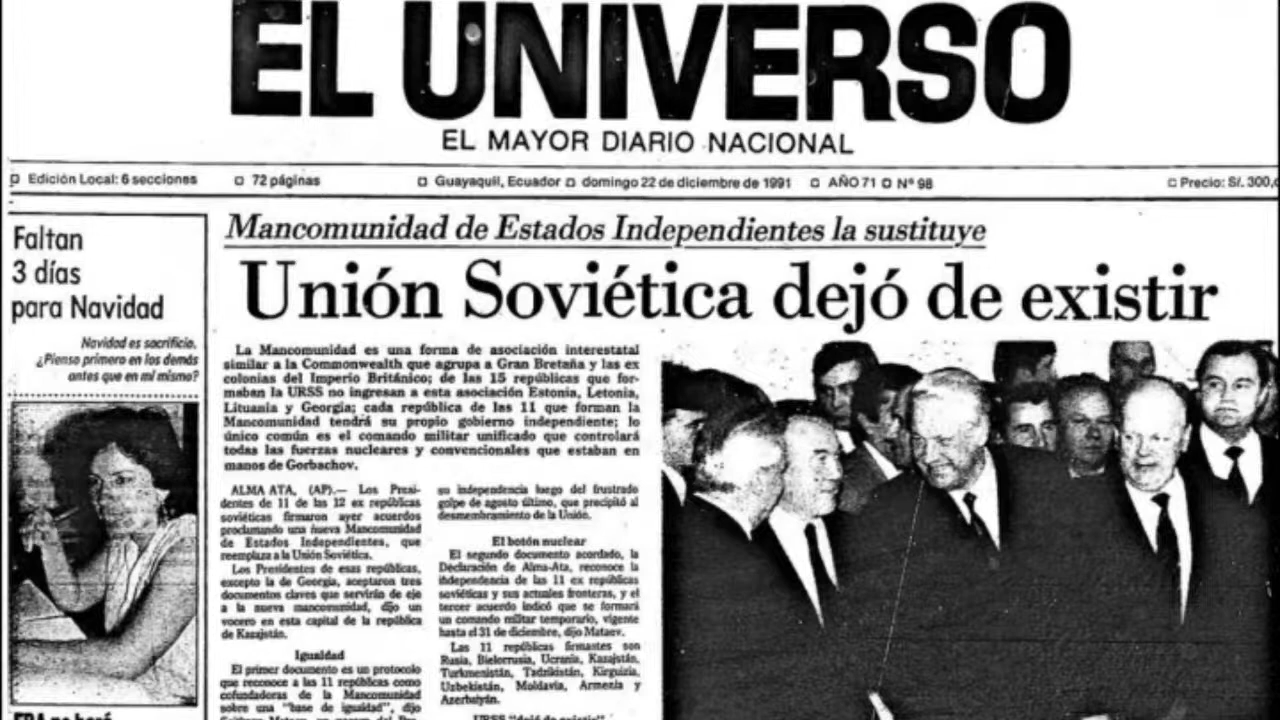 EL UNIVERSO
EL MAYOR DIARIO NACIONAL
Edición Local: 6 secciones
72 páginas
Guayaquil, Ecuador
domingo 22 de diciembre de 1991
AÑO 71
Nº 98
Precio: S/. 300,
Faltan
3 días
para Navidad
Navidad es sacrificio.
¿Pienso primero en los demás
antes que en mí mismo?
Mancomunidad de Estados Independientes la sustituye
Unión Soviética dejó de existir
La Mancomunidad es una forma de asociación interestatal
similar a la Commonwealth que agrupa a Gran Bretaña y las ex
colonias del Imperio Británico; de las 15 repúblicas que for-
maban la URSS no ingresan a esta asociación Estonia, Letonia,
Lituania y Georgia; cada república de las 11 que forman la
Mancomunidad tendrá su propio gobierno independiente; lo
único común es el comando militar unificado que controlará
todas las fuerzas nucleares y convencionales que estaban en
manos de Gorbachov.
ALMA ATA, (AP).— Los Presi-
dentes de 11 de las 12 ex repúblicas
soviéticas firmaron ayer acuerdos
proclamando una nueva Mancomunidad
de Estados Independientes, que
reemplaza a la Unión Soviética.
Los Presidentes de esas repúblicas,
excepto la de Georgia, aceptaron tres
documentos claves que servirán de eje
a la nueva mancomunidad, dijo un
vocero en esta capital de la república
de Kazajstán.
Igualdad
El primer documento es un protocolo
que reconoce a las 11 repúblicas como
cofundadoras de la Mancomunidad
sobre una "base de igualdad", dijo
su independencia luego del frustrado
golpe de agosto último, que precipitó al
desmembramiento de la Unión.
El botón nuclear
El segundo documento acordado, la
Declaración de Alma-Ata, reconoce la
independencia de las 11 ex repúblicas
soviéticas y sus actuales fronteras, y el
tercer acuerdo indicó que se formará
un comando militar temporario, vigente
hasta el 31 de diciembre, dijo Mataev.
Las 11 repúblicas firmantes son
Rusia, Bielorrusia, Ucrania, Kazajstán,
Turkmenistán, Tadzikistán, Kirguizia,
Uzbekistán, Moldavia, Armenia y
Azerbaiyán.